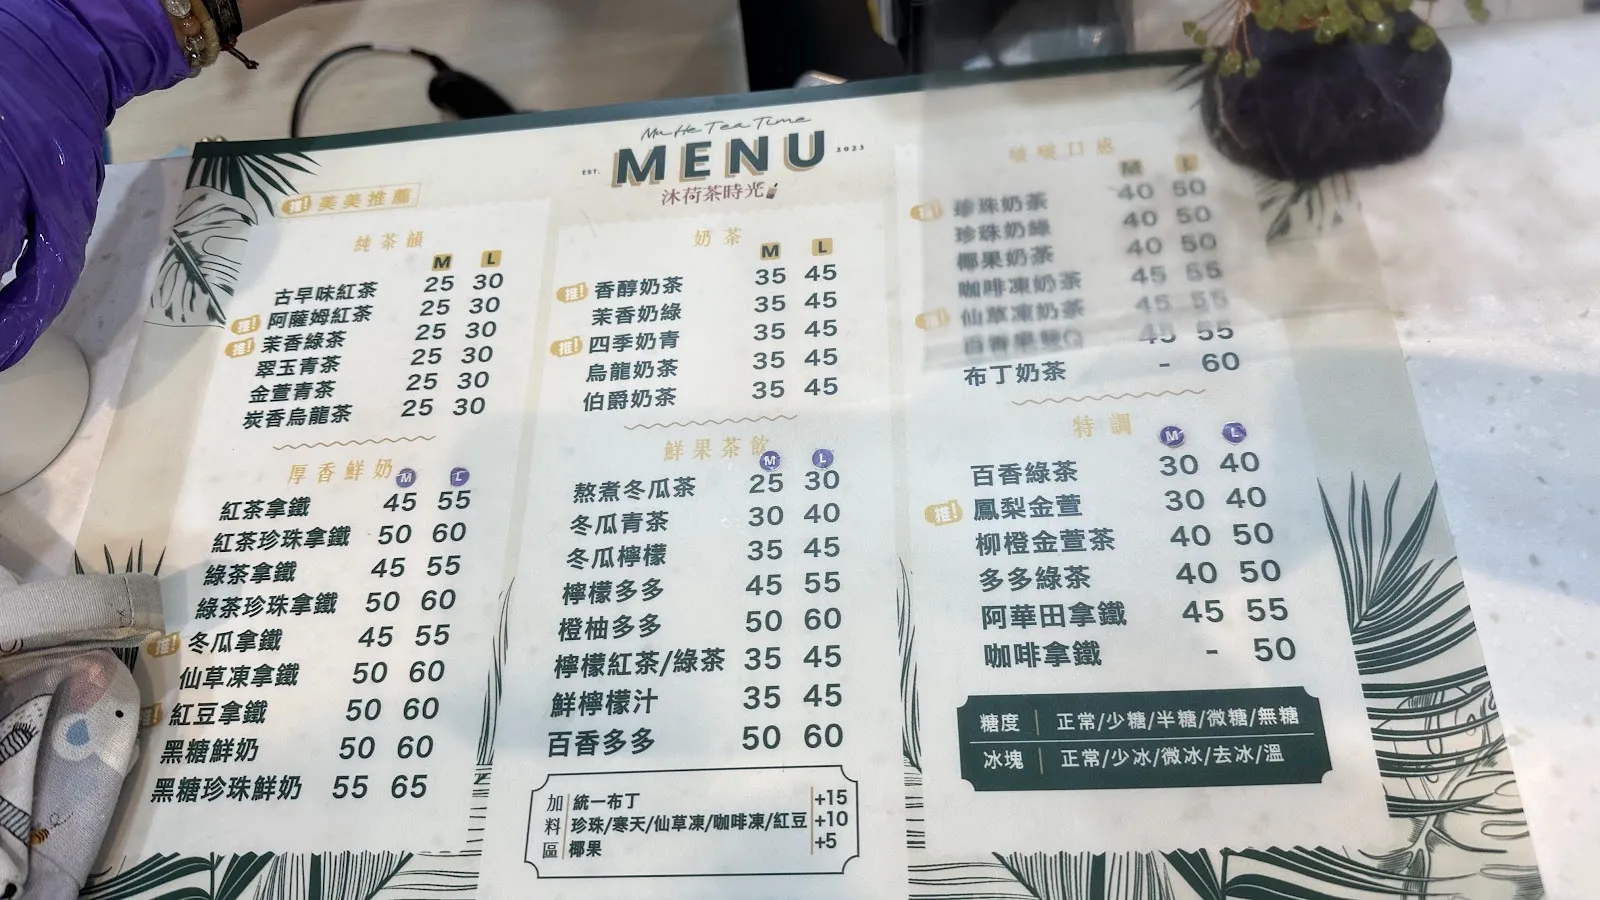 Mu He Tea Time
EST. MENU 2023
沐荷茶時光
推! 美美推薦
純茶韻
M L
古早味紅茶 25 30
推! 阿薩姆紅茶 25 30
推! 茉香綠茶 25 30
翠玉青茶 25 30
金萱青茶 25 30
炭香烏龍茶 25 30
厚香鮮奶 M L
紅茶拿鐵 45 55
紅茶珍珠拿鐵 50 60
綠茶拿鐵 45 55
綠茶珍珠拿鐵 50 60
推! 冬瓜拿鐵 45 55
仙草凍拿鐵 50 60
推! 紅豆拿鐵 50 60
黑糖鮮奶 50 60
黑糖珍珠鮮奶 55 65
奶茶
M L
推! 香醇奶茶 35 45
茉香奶綠 35 45
推! 四季奶青 35 45
烏龍奶茶 35 45
伯爵奶茶 35 45
鮮果茶飲
M L
熬煮冬瓜茶 25 30
冬瓜青茶 30 40
冬瓜檸檬 35 45
檸檬多多 45 55
橙柚多多 50 60
檸檬紅茶/綠茶 35 45
鮮檸檬汁 35 45
百香多多 50 60
加料區
統一布丁 +15
珍珠/寒天/仙草凍/咖啡凍/紅豆 +10
椰果 +5
口感
M L
推! 珍珠奶茶 40 50
珍珠奶綠 40 50
椰果奶茶 40 50
咖啡凍奶茶 45 55
推! 仙草凍奶茶 45 55
百香果雙Q 45 55
布丁奶茶 - 60
特調 M L
百香綠茶 30 40
推! 鳳梨金萱 30 40
柳橙金萱茶 40 50
多多綠茶 40 50
阿華田拿鐵 45 55
咖啡拿鐵 - 50
糖度 正常/少糖/半糖/微糖/無糖
冰塊 正常/少冰/微冰/去冰/溫